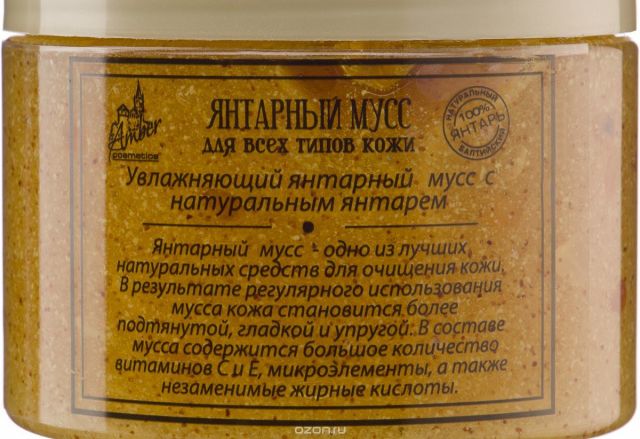 Amber
cosmetics
ЯНТАРНЫЙ МУСС
ДЛЯ ВСЕХ ТИПОВ КОЖИ
НАТУРАЛЬНЫЙ
100%
ЯНТАРЬ
БАЛТИЙСКИЙ
Увлажняющий янтарный мусс с
натуральным янтарем
Янтарный мусс - одно из лучших
натуральных средств для очищения кожи.
В результате регулярного использования
мусса кожа становится более
подтянутой, гладкой и упругой. В составе
мусса содержится большое количество
витаминов С и Е, микроэлементы, а также
незаменимые жирные кислоты.
ozon.ru